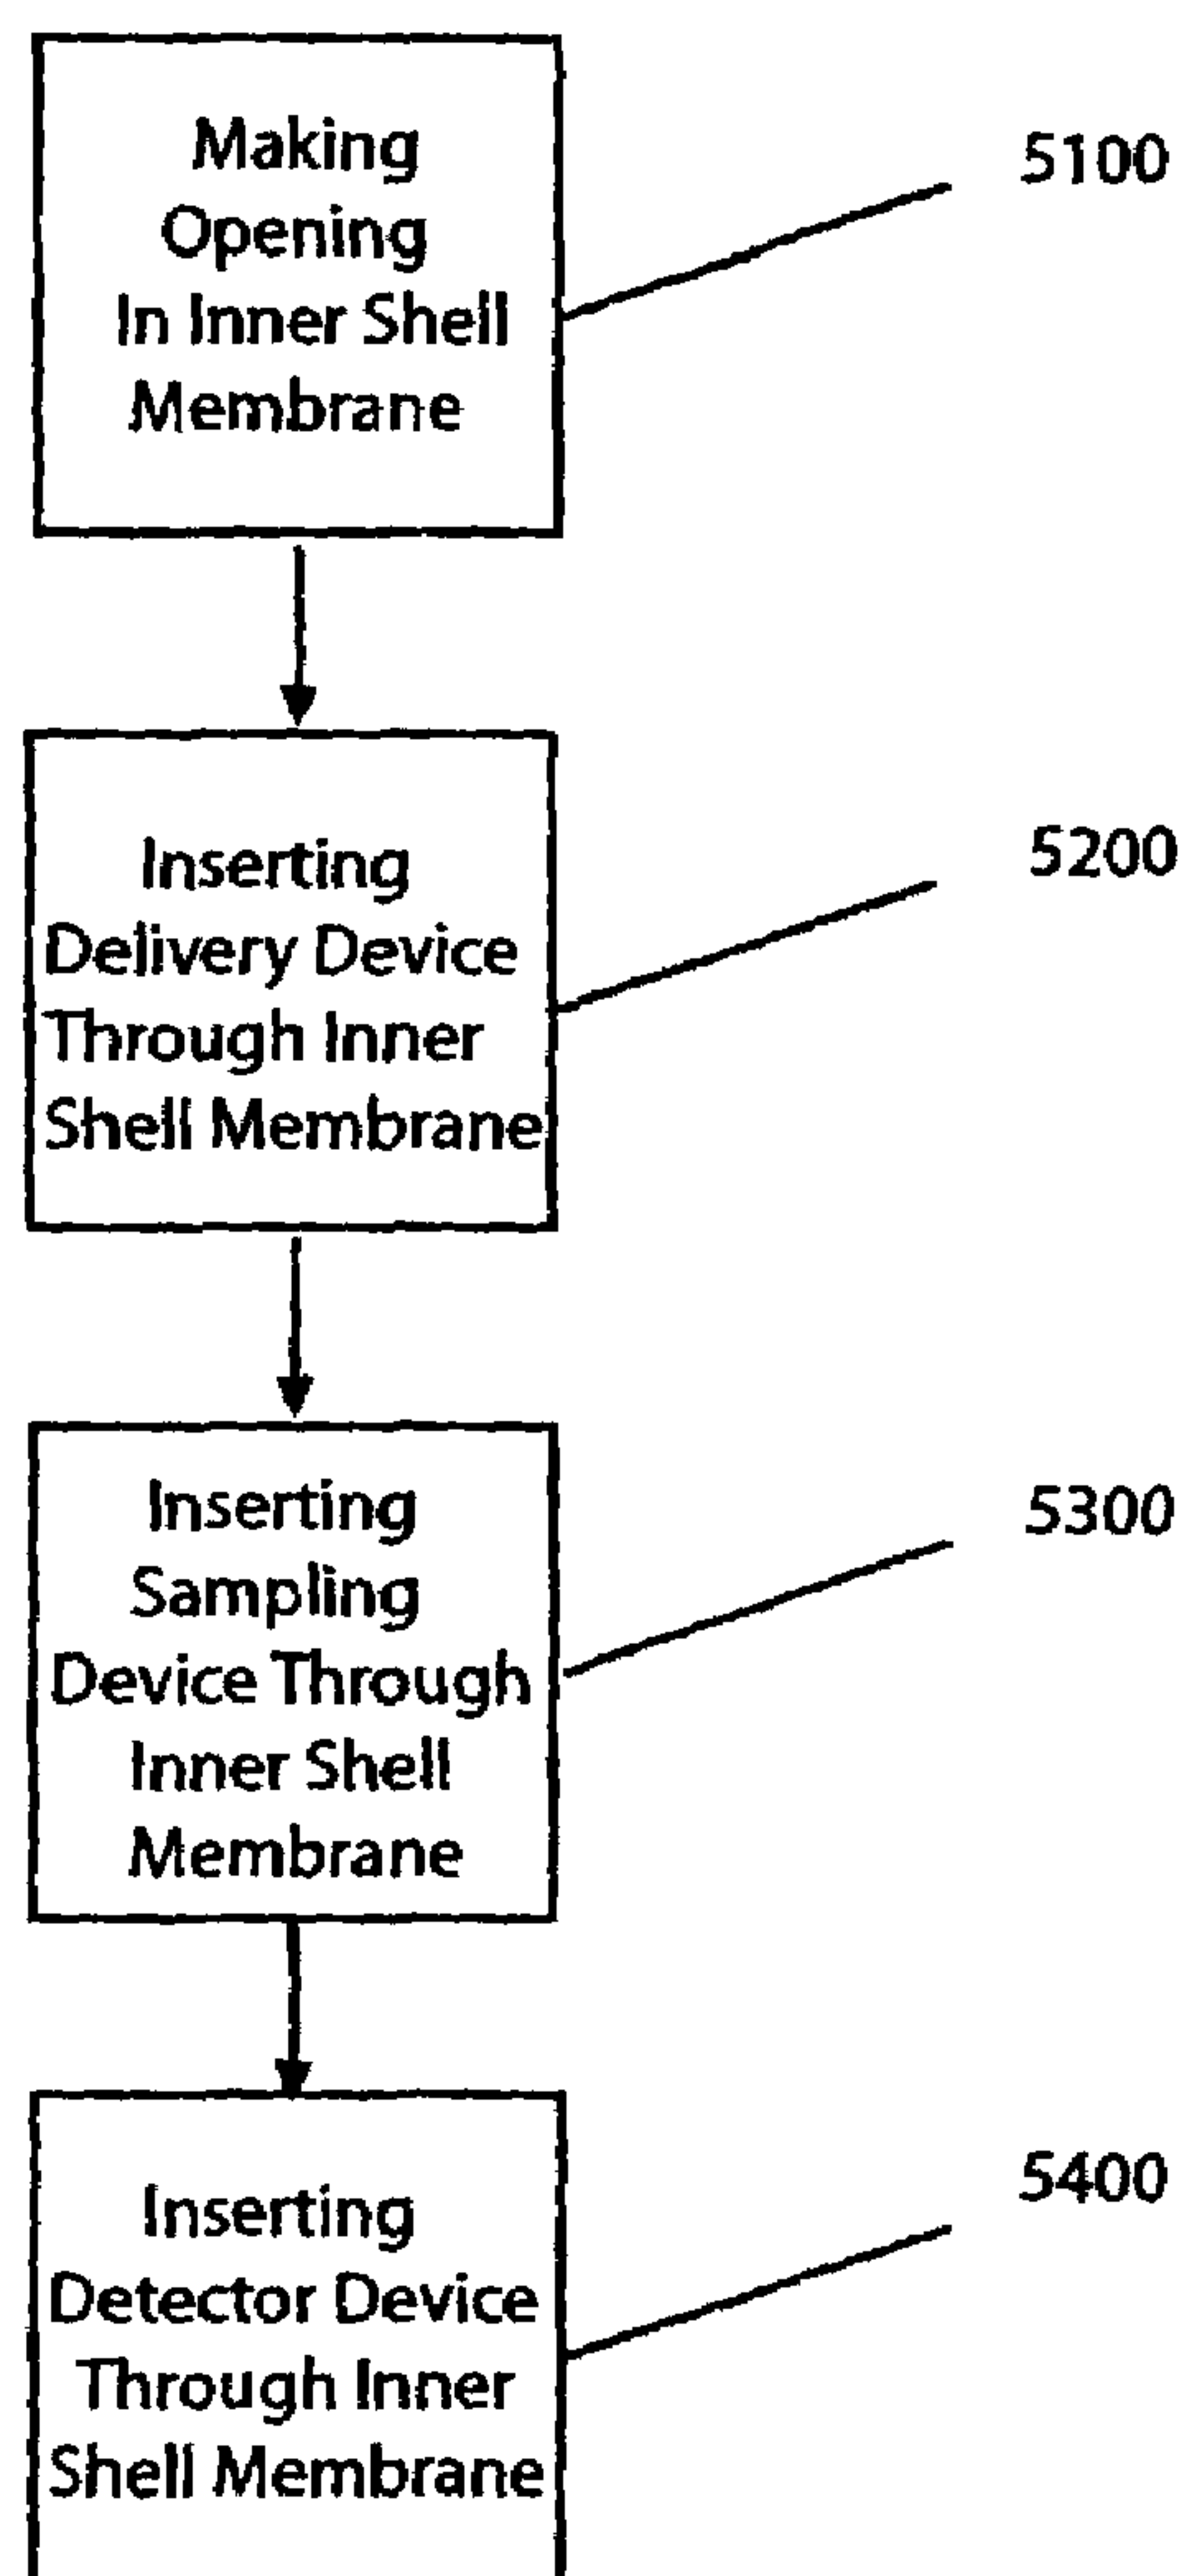 Making
Opening
In Inner Shell
Membrane
5100
Inserting
Delivery Device
Through Inner
Shell Membrane
5200
Inserting
Sampling
Device Through
Inner Shell
Membrane
5300
Inserting
Detector Device
Through Inner
Shell Membrane
5400